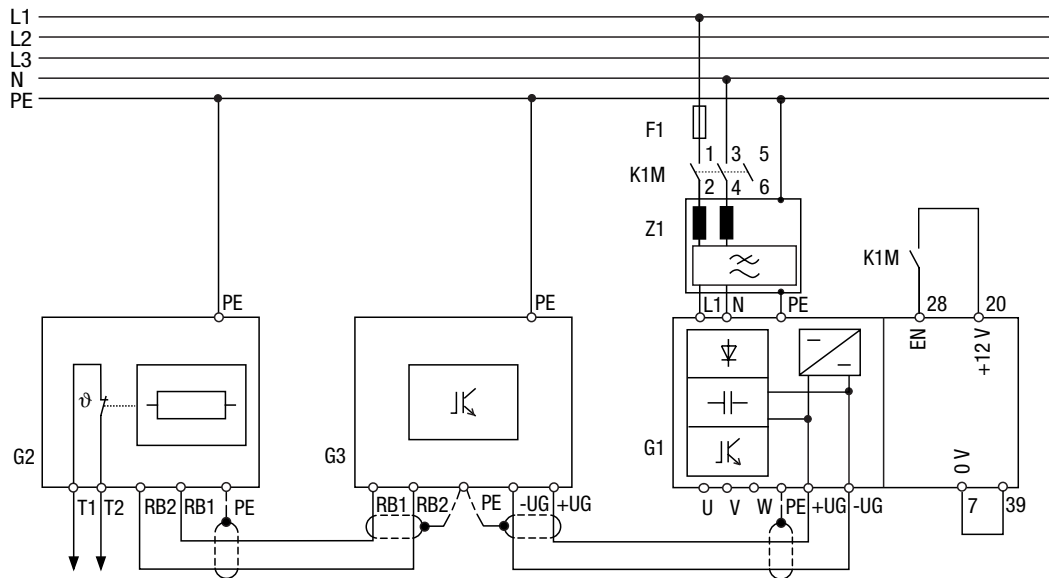 L1
L2
L3
N
PE
F1
1 3 5
K1M
2 4 6
Z1
K1M
PE
PE
L1 N PE
28 20
EN
+12 V
ϑ
G2
G3
G1
0 V
T1 T2 RB2 RB1 PE
RB1 RB2 PE -UG +UG
U V W PE +UG -UG
7 39